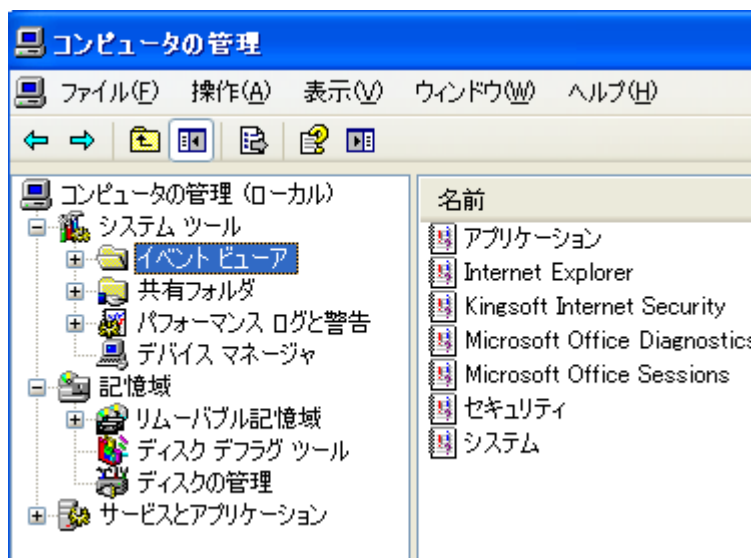 コンピュータの管理
ファイル(F) 操作(A) 表示(V) ウィンドウ(W) ヘルプ(H)
コンピュータの管理 (ローカル)
システム ツール
イベント ビューア
共有フォルダ
パフォーマンス ログと警告
デバイス マネージャ
記憶域
リムーバブル記憶域
ディスク デフラグ ツール
ディスクの管理
サービスとアプリケーション
名前
アプリケーション
Internet Explorer
Kingsoft Internet Security
Microsoft Office Diagnostics
Microsoft Office Sessions
セキュリティ
システム